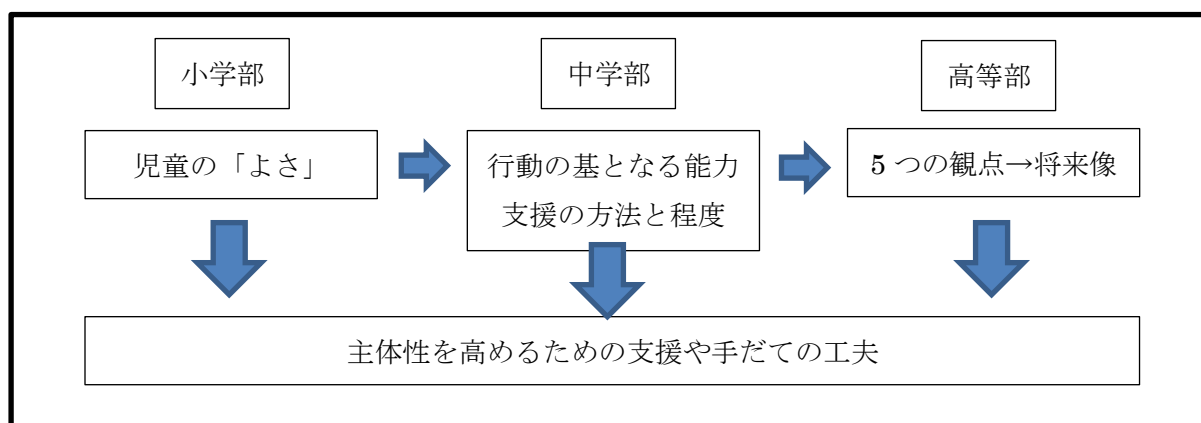 小学部
中学部
高等部
児童の「よさ」
行動の基となる能力
支援の方法と程度
5つの観点→将来像
主体性を高めるための支援や手だての工夫